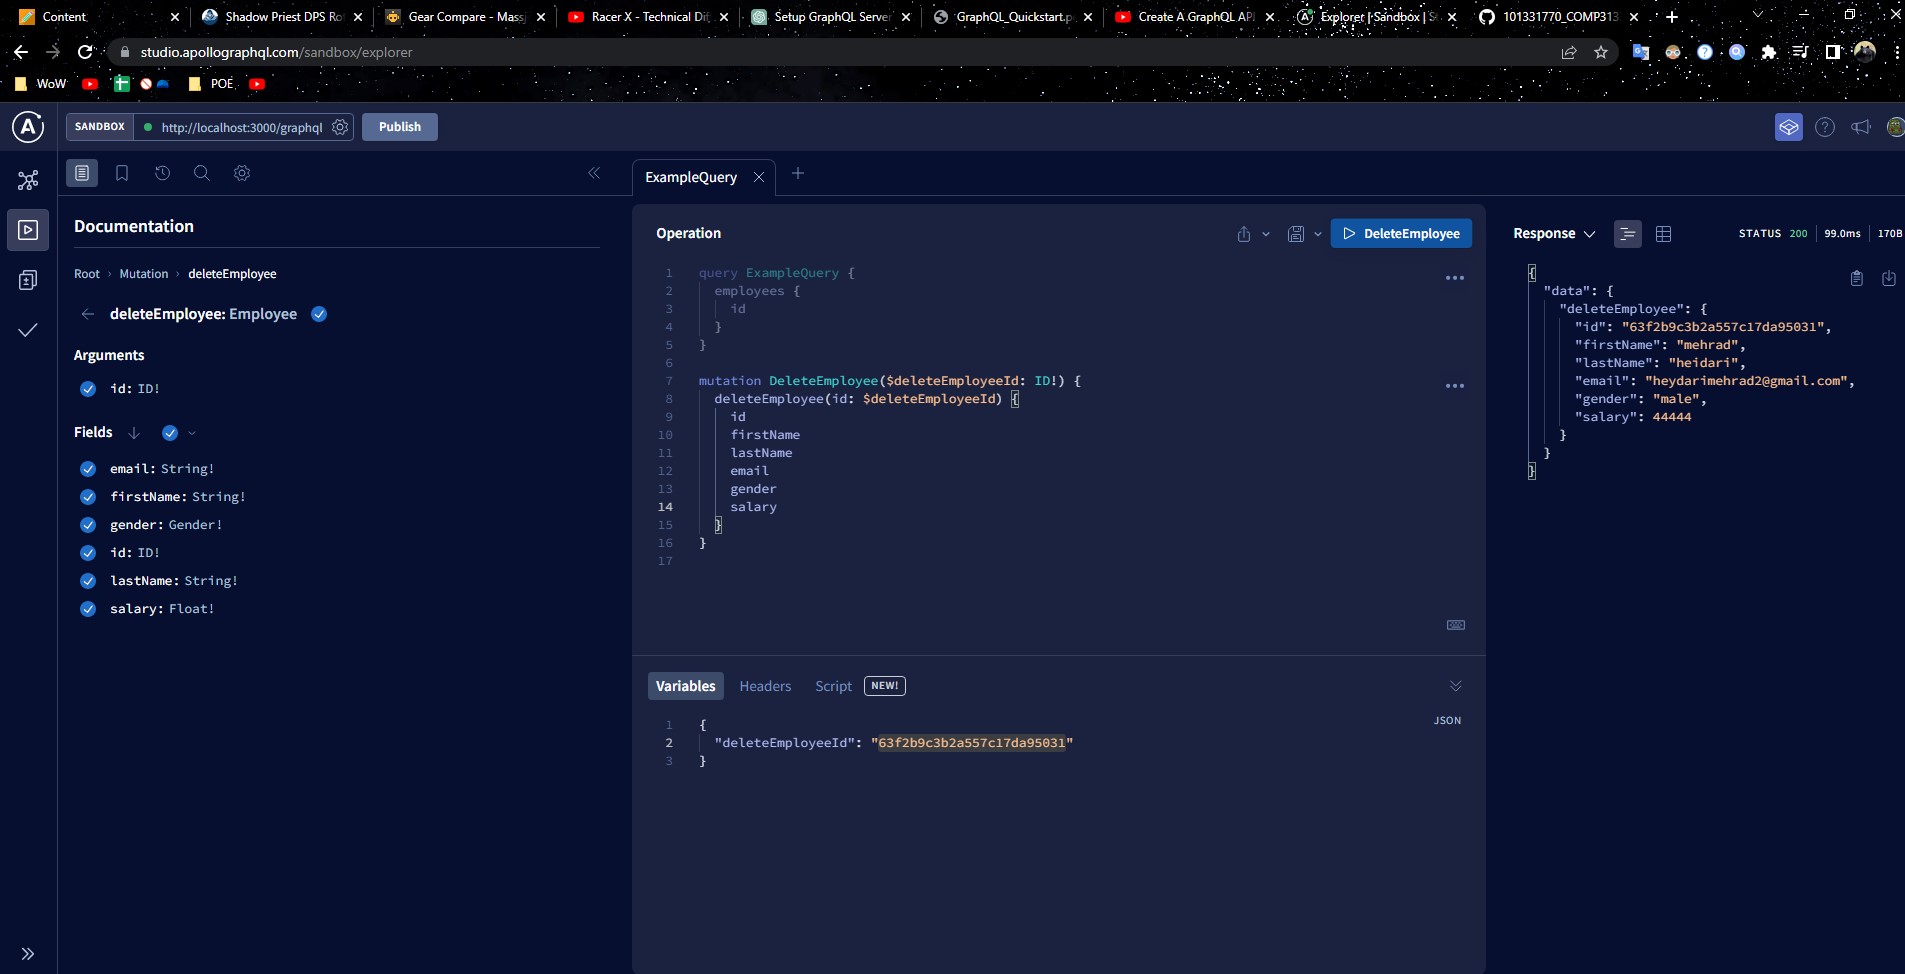 Content
Shadow Priest DPS Ro
Gear Compare - Mass
Racer X - Technical Dif
Setup GraphQL Server
GraphQL_Quickstart.p
Create A GraphQL API
Explorer | Sandbox | S
101331770_COMP313
studio.apollographql.com/sandbox/explorer
WoW
POE
SANDBOX
http://localhost:3000/graphql
Publish
Documentation
Root › Mutation › deleteEmployee
deleteEmployee: Employee
Arguments
id: ID!
Fields
email: String!
firstName: String!
gender: Gender!
id: ID!
lastName: String!
salary: Float!
ExampleQuery
Operation
DeleteEmployee
1 query ExampleQuery {
2 employees {
3 id
4 }
5 }
6
7 mutation DeleteEmployee($deleteEmployeeId: ID!) {
8 deleteEmployee(id: $deleteEmployeeId) {
9 id
10 firstName
11 lastName
12 email
13 gender
14 salary
15 }
16 }
17
Variables Headers Script NEW!
JSON
1 {
2 "deleteEmployeeId": "63f2b9c3b2a557c17da95031"
3 }
Response
STATUS 200 99.0ms 170B
{
"data": {
"deleteEmployee": {
"id": "63f2b9c3b2a557c17da95031",
"firstName": "mehrad",
"lastName": "heidari",
"email": "heydarimehrad2@gmail.com",
"gender": "male",
"salary": 44444
}
}
}